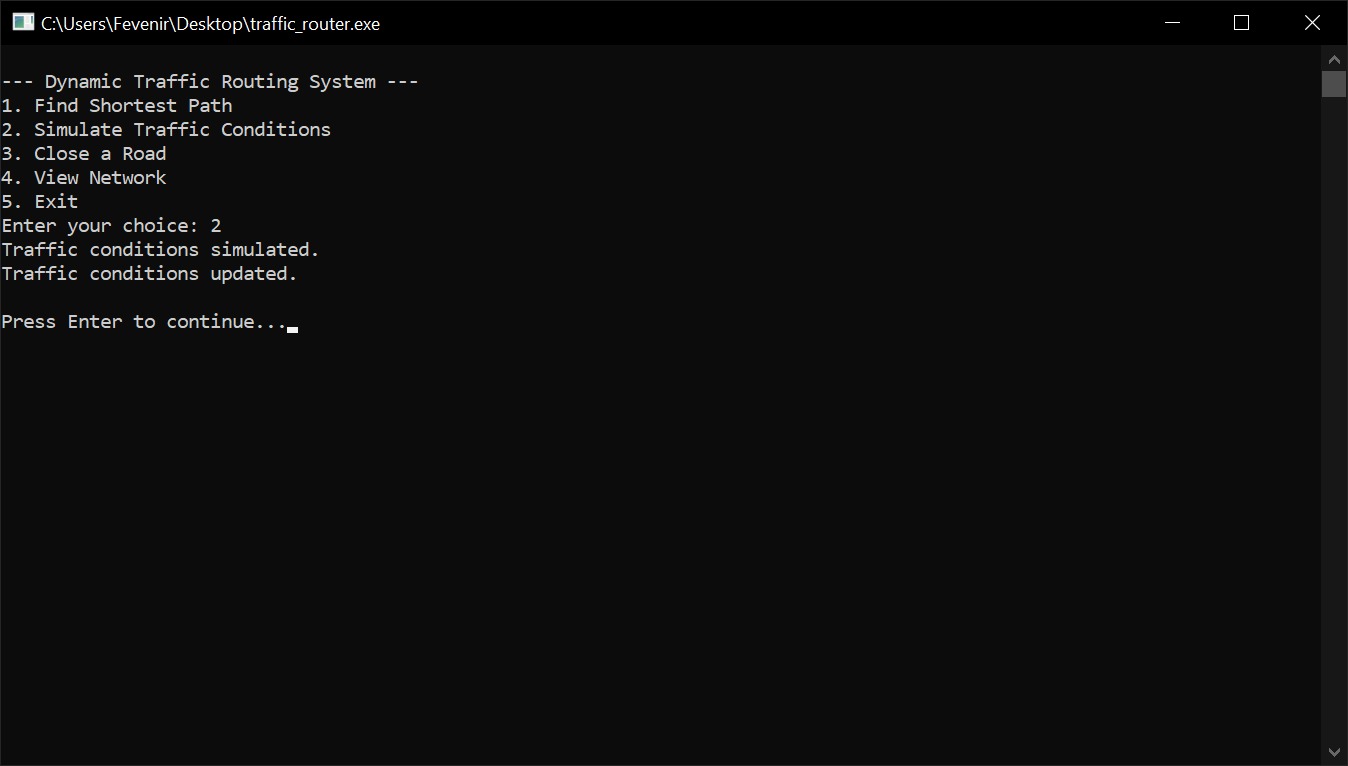 C:\Users\Fevenir\Desktop\traffic_router.exe
--- Dynamic Traffic Routing System ---
1. Find Shortest Path
2. Simulate Traffic Conditions
3. Close a Road
4. View Network
5. Exit
Enter your choice: 2
Traffic conditions simulated.
Traffic conditions updated.
Press Enter to continue...